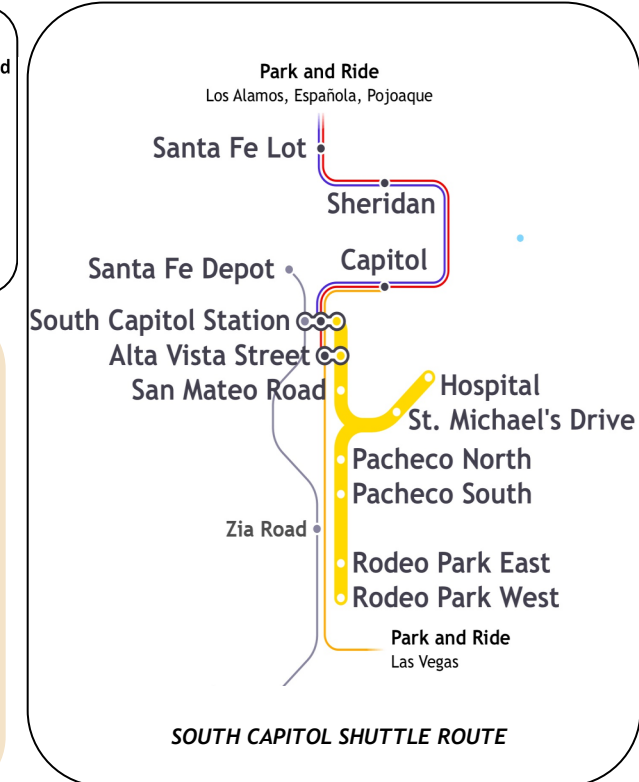 d
Park and Ride
Los Alamos, Española, Pojoaque
Santa Fe Lot
Sheridan
Capitol
Santa Fe Depot
South Capitol Station
Alta Vista Street
San Mateo Road
Hospital
St. Michael's Drive
Pacheco North
Pacheco South
Zia Road
Rodeo Park East
Rodeo Park West
Park and Ride
Las Vegas
SOUTH CAPITOL SHUTTLE ROUTE